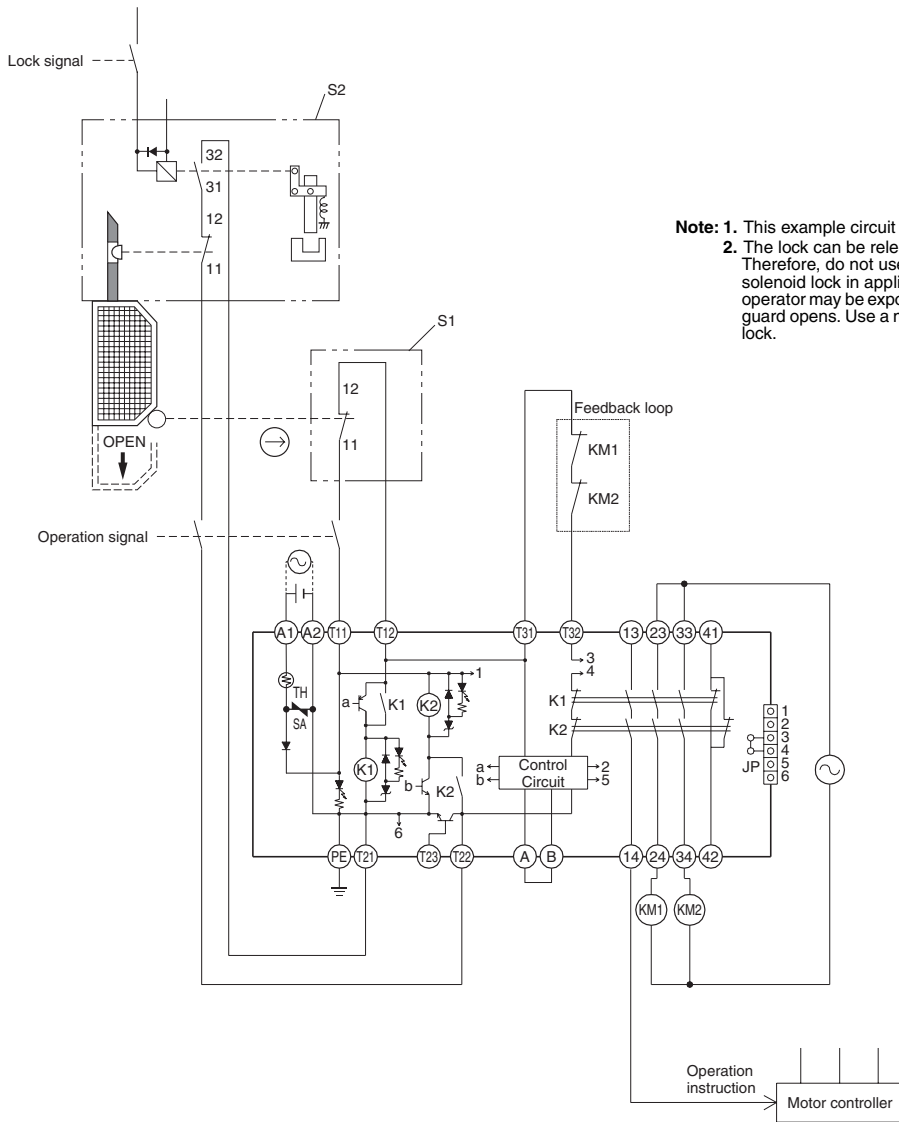 Lock signal
S2
32
31
12
11
Note: 1. This example circuit
2. The lock can be rele
Therefore, do not use
solenoid lock in appli
operator may be expo
guard opens. Use a n
lock.
S1
12
11
OPEN
Feedback loop
KM1
KM2
Operation signal
A1 A2 T11 T12 T31 T32 13 23 33 41
1
3
4
TH
SA
a
K1
K2
K1
K2
K1
b
K2
a
b
Control
Circuit
2
5
6
JP
1
2
3
4
5
6
PE T21 T23 T22 A B 14 24 34 42
KM1 KM2
Operation
instruction
Motor controller